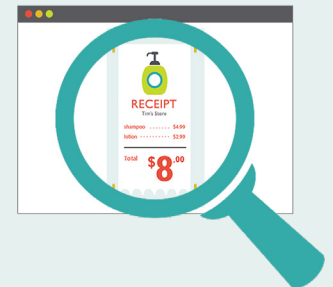 RECEIPT
Tim's Store
shampoo ....... $4.99
lotion .......... $2.99
Total $8.00